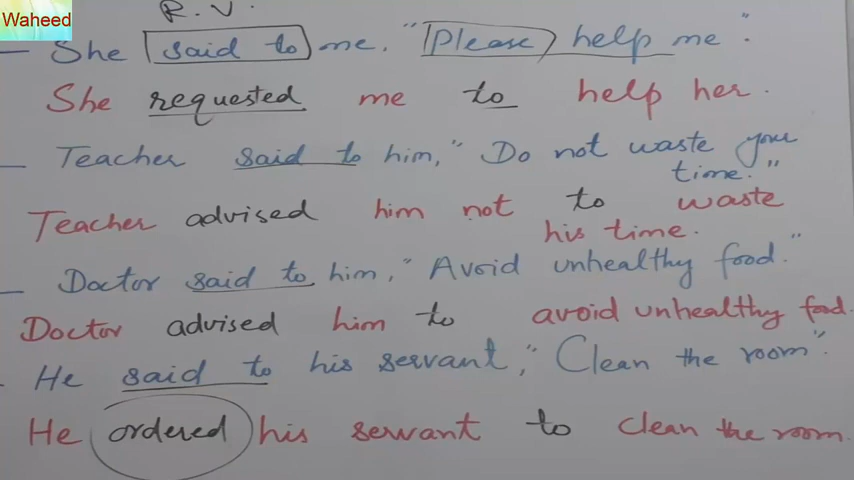 Waheed
R.V.
— She said to me, "Please help me".
She requested me to help her.
— Teacher said to him, "Do not waste your
time."
Teacher advised him not to waste
his time.
— Doctor said to him, "Avoid unhealthy food."
Doctor advised him to avoid unhealthy food.
- He said to his servant, "Clean the room".
He ordered his servant to clean the room.